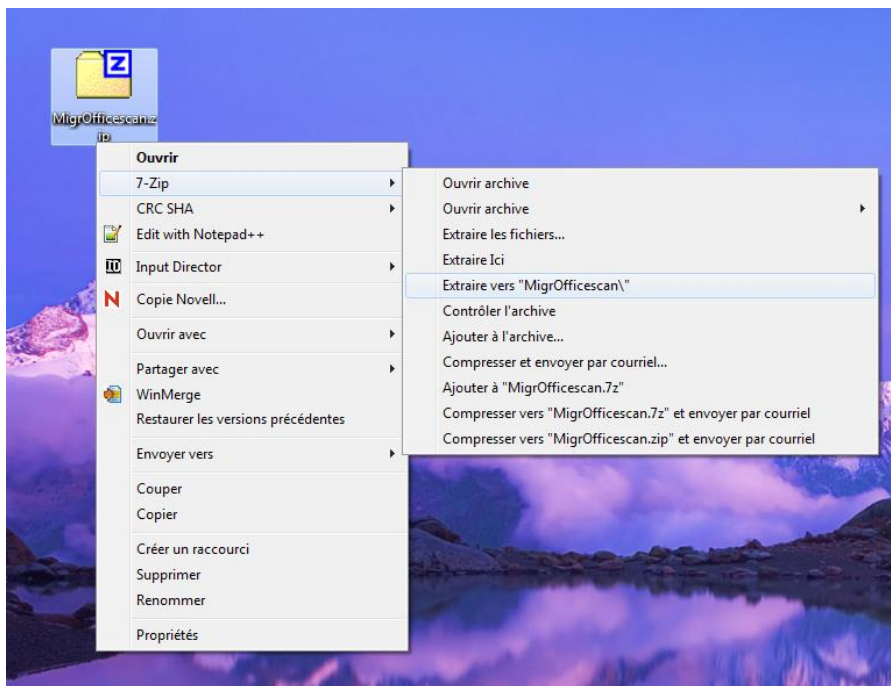 MigrOfficescan.z
ip
Ouvrir
7-Zip
CRC SHA
Edit with Notepad++
Input Director
Copie Novell...
Ouvrir avec
Partager avec
WinMerge
Restaurer les versions précédentes
Envoyer vers
Couper
Copier
Créer un raccourci
Supprimer
Renommer
Propriétés
Ouvrir archive
Ouvrir archive
Extraire les fichiers...
Extraire Ici
Extraire vers "MigrOfficescan\"
Contrôler l'archive
Ajouter à l'archive...
Compresser et envoyer par courriel...
Ajouter à "MigrOfficescan.7z"
Compresser vers "MigrOfficescan.7z" et envoyer par courriel
Compresser vers "MigrOfficescan.zip" et envoyer par courriel